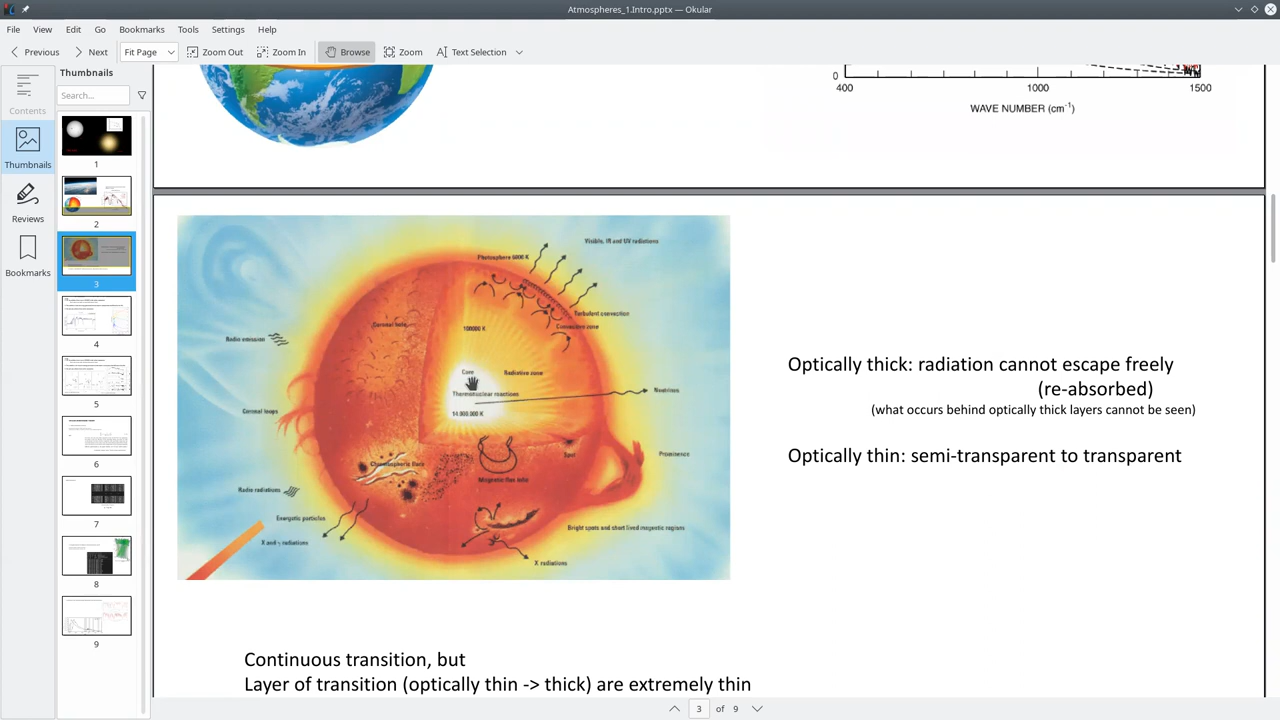 Atmospheres_1.Intro.pptx — Okular
File View Edit Go Bookmarks Tools Settings Help
Previous Next Fit Page Zoom Out Zoom In Browse Zoom Text Selection
Thumbnails
Contents
Search...
Thumbnails
Reviews
Bookmarks
1
2
3
4
5
6
7
8
9
0
400 1000 1500
WAVE NUMBER (cm-1)
Visible, IR and UV radiations
Photosphere 6000 K
Turbulent convection
Convective zone
Coronal hole
100000 K
Radio emission
Core
Radiative zone
Thermonuclear reactions
Neutrinos
14 000.000 K
Coronal loops
Spot
Prominence
Chromospheric flare
Magnetic flux tube
Radio radiations
Energetic particles
Bright spots and short lived magnetic regions
X and γ radiations
X radiations
Optically thick: radiation cannot escape freely
(re-absorbed)
(what occurs behind optically thick layers cannot be seen)
Optically thin: semi-transparent to transparent
Continuous transition, but
Layer of transition (optically thin -> thick) are extremely thin
3 of 9